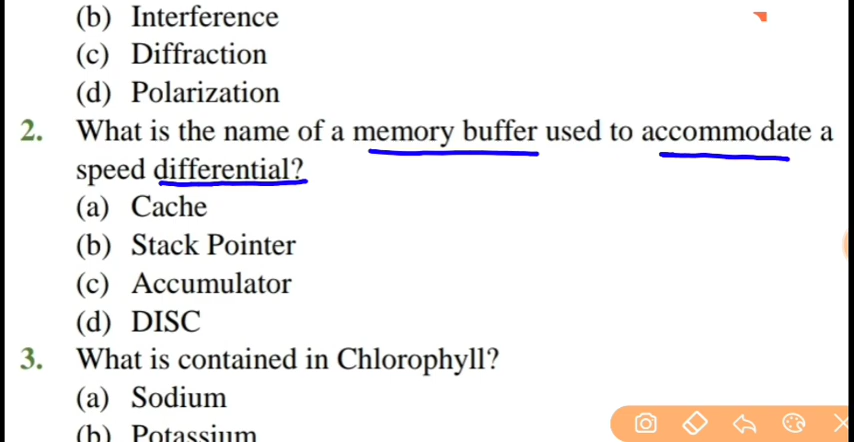 (b) Interference
(c) Diffraction
(d) Polarization
2. What is the name of a memory buffer used to accommodate a
speed differential?
(a) Cache
(b) Stack Pointer
(c) Accumulator
(d) DISC
3. What is contained in Chlorophyll?
(a) Sodium
(b) Potassium